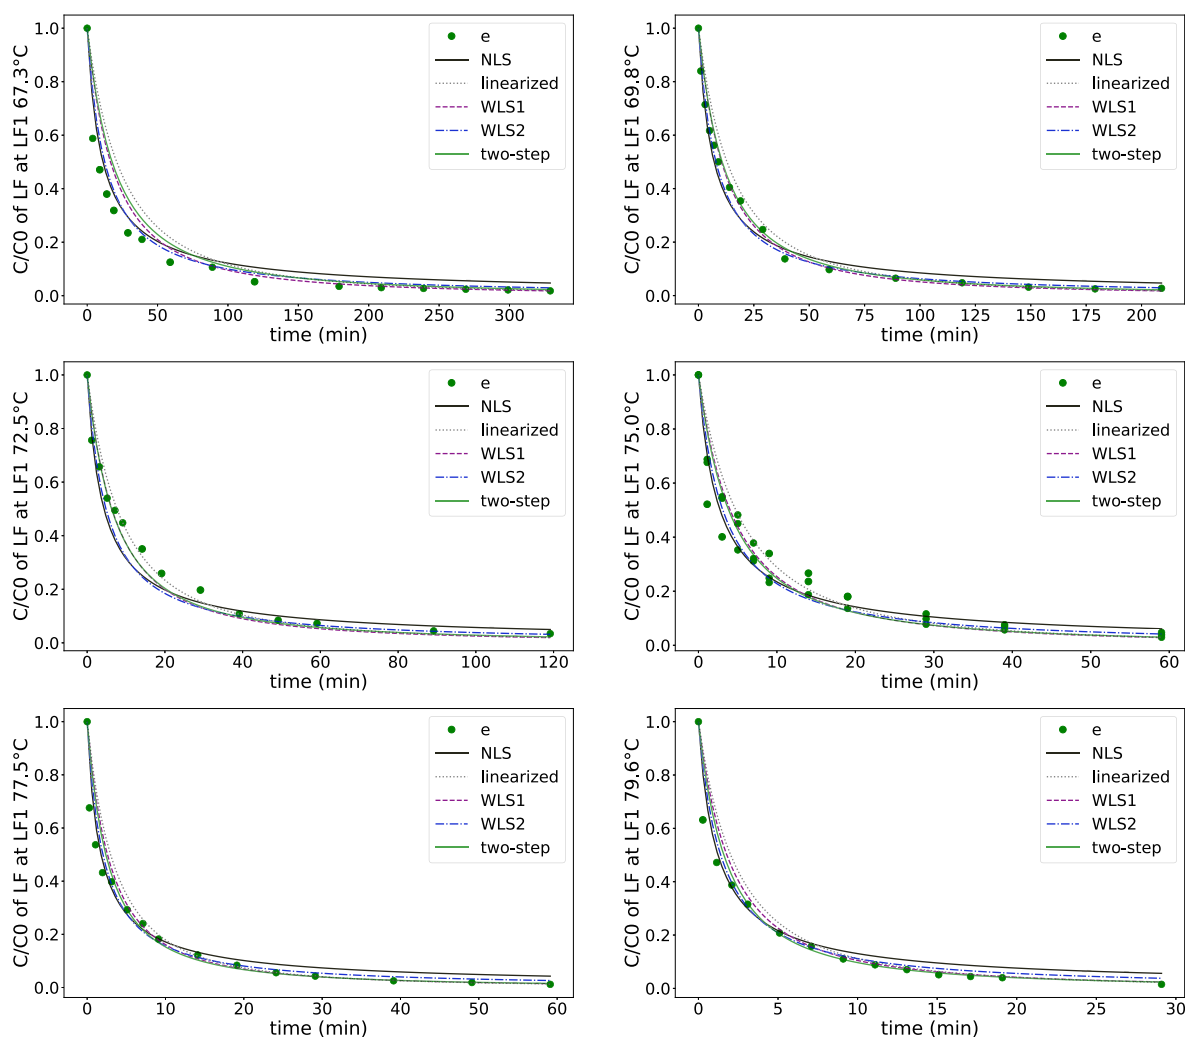 C/C0 of LF at LF1 67.3°C
1.0
0.8
0.6
0.4
0.2
0.0
e
NLS
linearized
WLS1
WLS2
two-step
0 50 100 150 200 250 300
time (min)
C/C0 of LF at LF1 69.8°C
1.0
0.8
0.6
0.4
0.2
0.0
e
NLS
linearized
WLS1
WLS2
two-step
0 25 50 75 100 125 150 175 200
time (min)
C/C0 of LF at LF1 72.5°C
1.0
0.8
0.6
0.4
0.2
0.0
e
NLS
linearized
WLS1
WLS2
two-step
0 20 40 60 80 100 120
time (min)
C/C0 of LF at LF1 75.0°C
1.0
0.8
0.6
0.4
0.2
0.0
e
NLS
linearized
WLS1
WLS2
two-step
0 10 20 30 40 50 60
time (min)
C/C0 of LF at LF1 77.5°C
1.0
0.8
0.6
0.4
0.2
0.0
e
NLS
linearized
WLS1
WLS2
two-step
0 10 20 30 40 50 60
time (min)
C/C0 of LF at LF1 79.6°C
1.0
0.8
0.6
0.4
0.2
0.0
e
NLS
linearized
WLS1
WLS2
two-step
0 5 10 15 20 25 30
time (min)